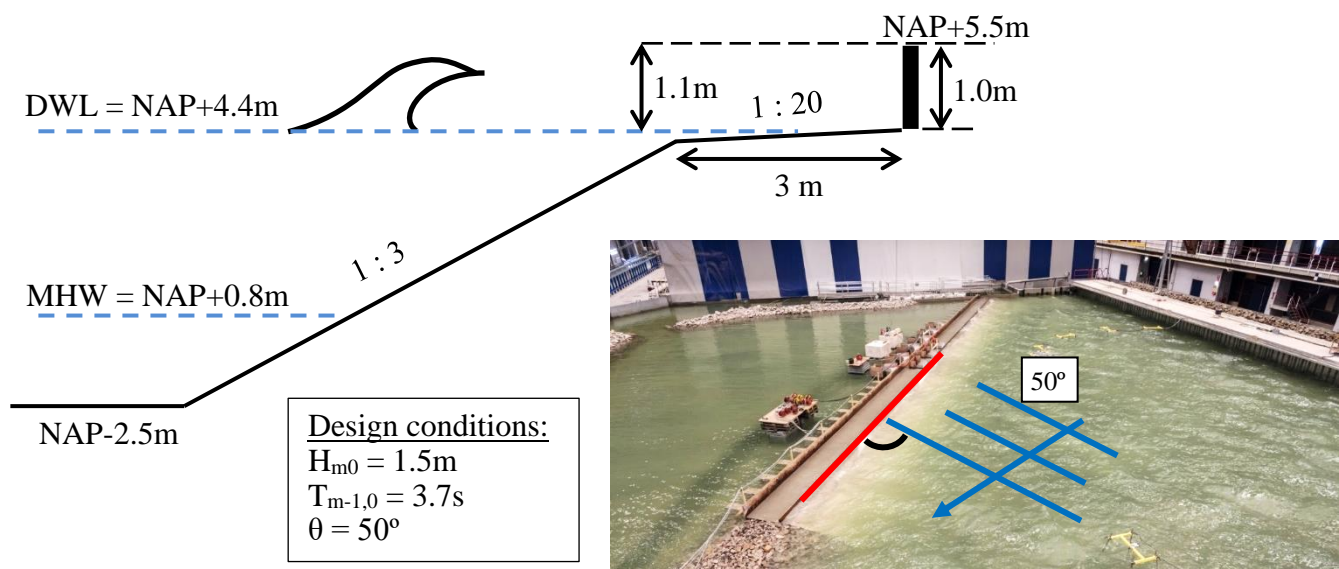 NAP+5.5m
DWL = NAP+4.4m
1.1m
1 : 20
1.0m
3 m
1 : 3
MHW = NAP+0.8m
NAP-2.5m
Design conditions:
Hm0 = 1.5m
Tm-1,0 = 3.7s
θ = 50º
50º